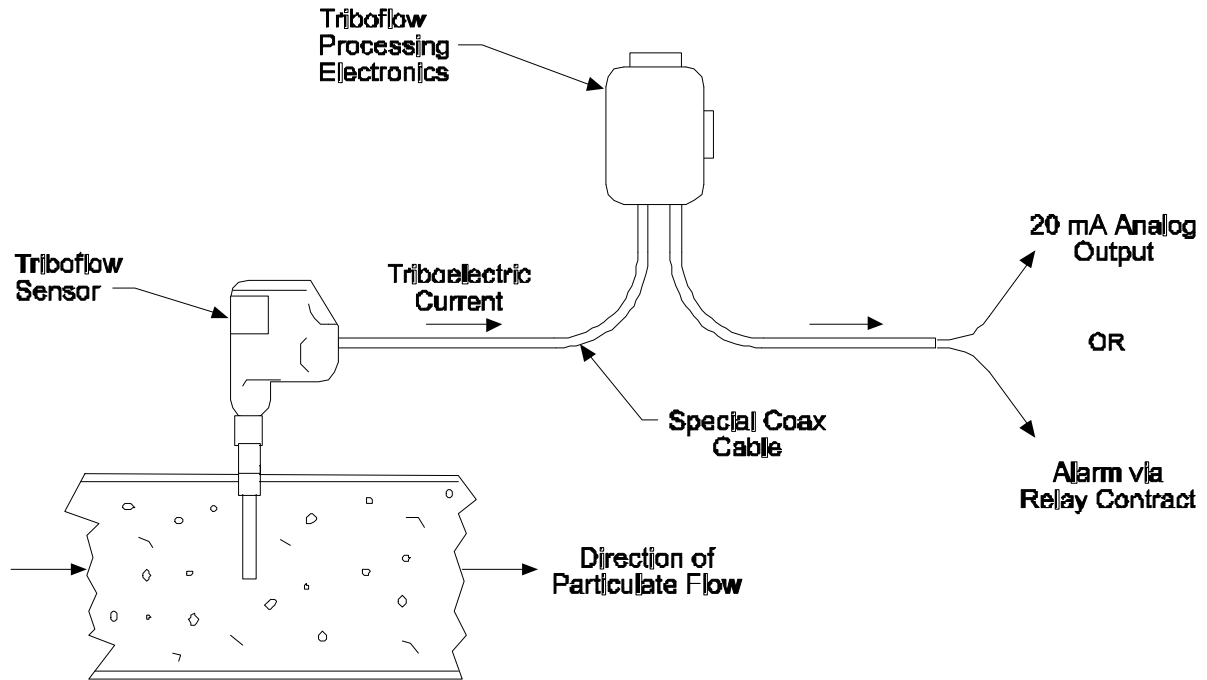 Triboflow
Processing
Electronics
20 mA Analog
Output
Triboflow
Sensor
Triboelectric
Current
OR
Special Coax
Cable
Alarm via
Relay Contract
Direction of
Particulate Flow